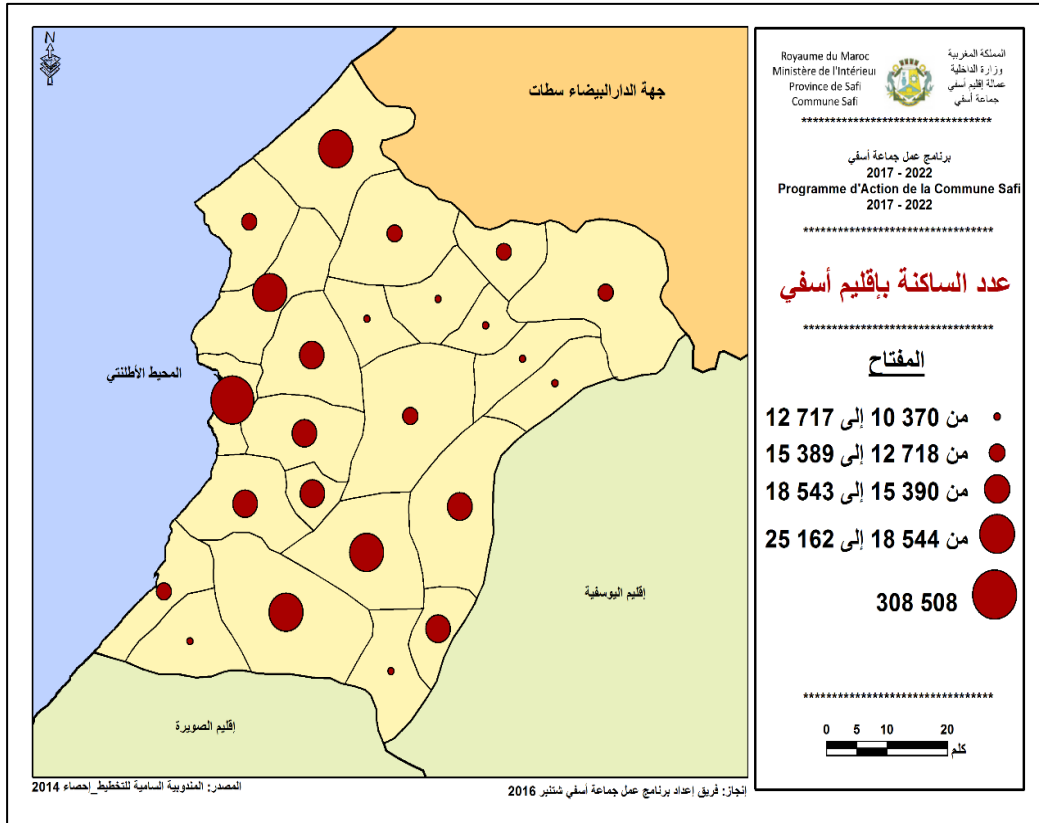 N
جهة الدارالبيضاء سطات
المحيط الأطلنتي
إقليم اليوسفية
إقليم الصويرة
المصدر: المندوبية السامية للتخطيط_إحصاء 2014
إنجاز: فريق إعداد برنامج عمل جماعة أسفي شتنبر 2016
Royaume du Maroc
Ministère de l'Intérieur
Province de Safi
Commune Safi
المملكة المغربية
وزارة الداخلية
عمالة إقليم أسفي
جماعة أسفي
**********************************
برنامج عمل جماعة أسفي
2017 - 2022
Programme d'Action de la Commune Safi
2017 - 2022
**********************************
عدد الساكنة بإقليم أسفي
**********************************
المفتاح
من 10 370 إلى 12 717
من 12 718 إلى 15 389
من 15 390 إلى 18 543
من 18 544 إلى 25 162
308 508
**********************************
0 5 10 20
كلم